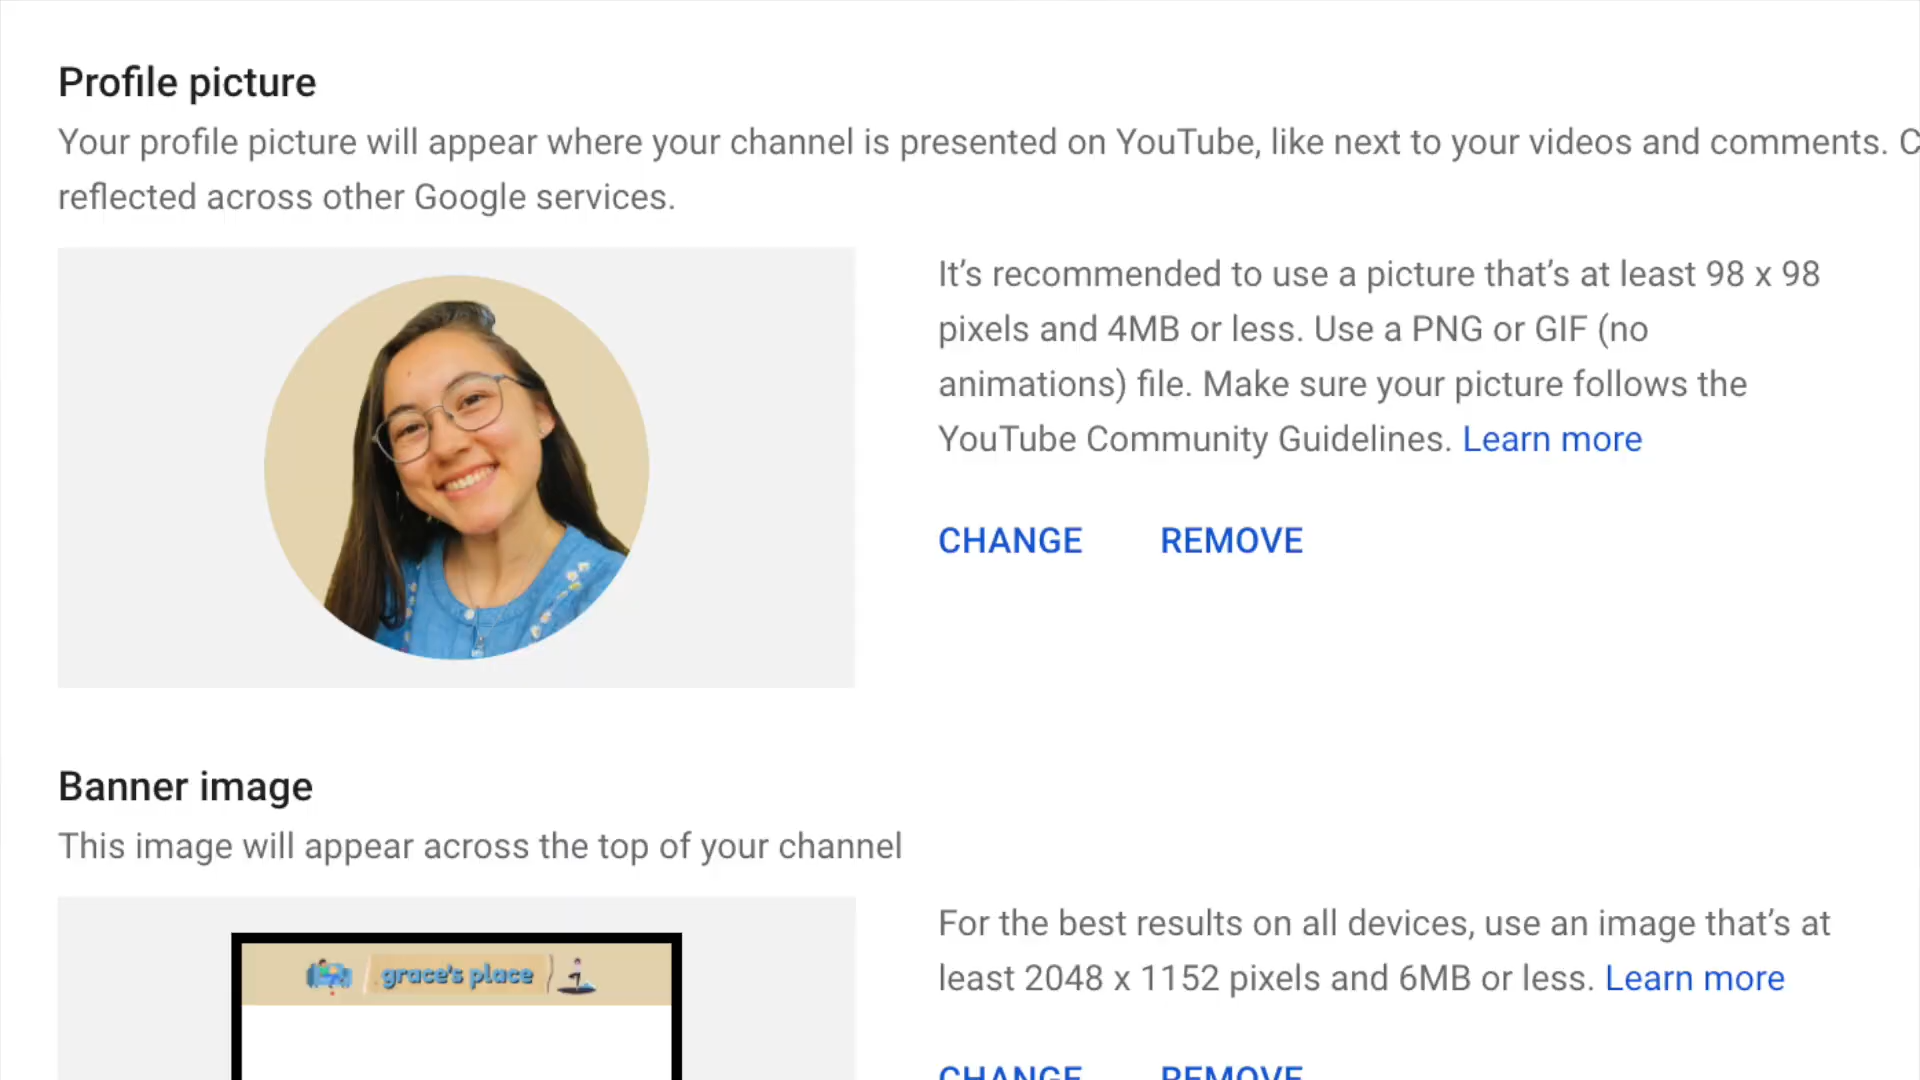 Profile picture
Your profile picture will appear where your channel is presented on YouTube, like next to your videos and comments. C
reflected across other Google services.
It’s recommended to use a picture that’s at least 98 x 98
pixels and 4MB or less. Use a PNG or GIF (no
animations) file. Make sure your picture follows the
YouTube Community Guidelines. Learn more
CHANGE REMOVE
Banner image
This image will appear across the top of your channel
grace's place
For the best results on all devices, use an image that’s at
least 2048 x 1152 pixels and 6MB or less. Learn more
CHANGE REMOVE